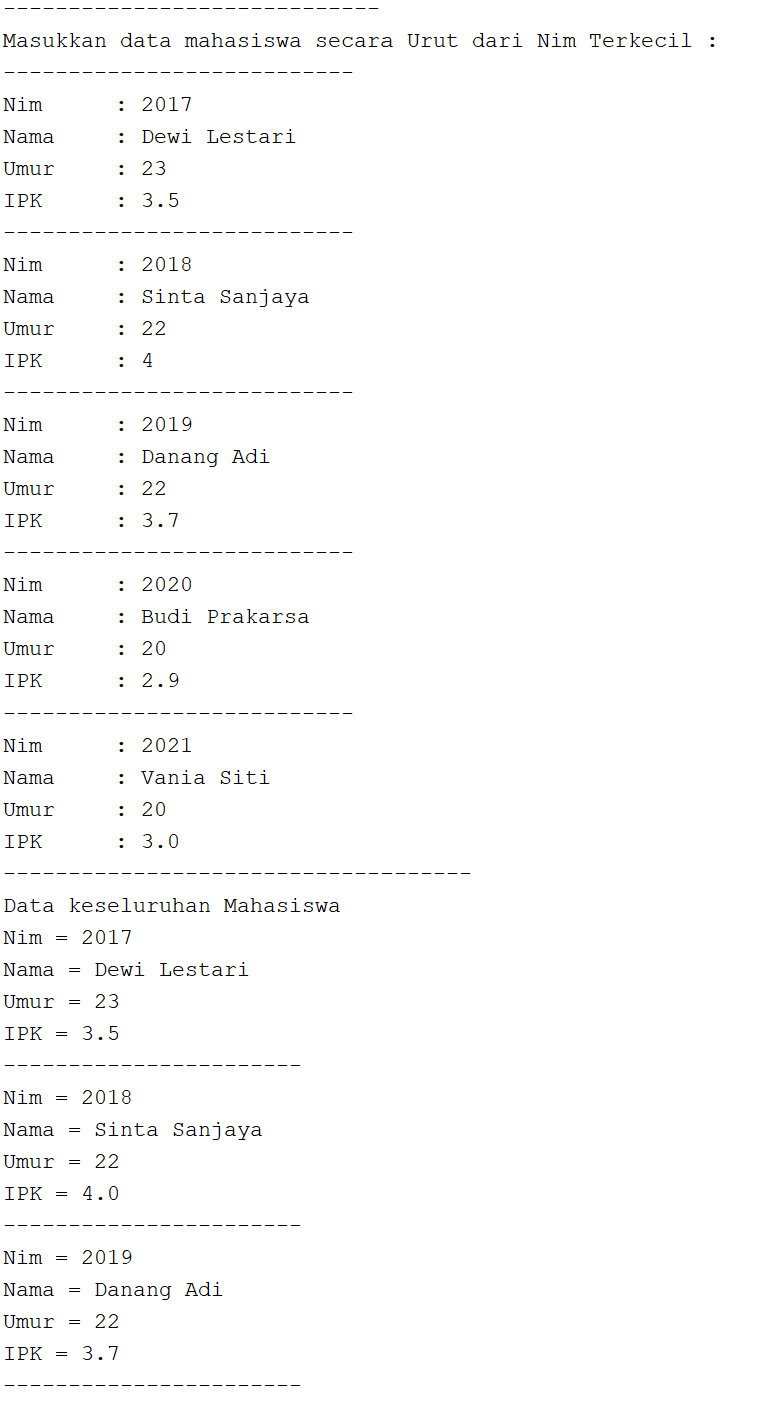 -----------------------------
Masukkan data mahasiswa secara Urut dari Nim Terkecil :
---------------------------
Nim      : 2017
Nama     : Dewi Lestari
Umur     : 23
IPK      : 3.5
---------------------------
Nim      : 2018
Nama     : Sinta Sanjaya
Umur     : 22
IPK      : 4
---------------------------
Nim      : 2019
Nama     : Danang Adi
Umur     : 22
IPK      : 3.7
---------------------------
Nim      : 2020
Nama     : Budi Prakarsa
Umur     : 20
IPK      : 2.9
---------------------------
Nim      : 2021
Nama     : Vania Siti
Umur     : 20
IPK      : 3.0
------------------------------------
Data keseluruhan Mahasiswa
Nim = 2017
Nama = Dewi Lestari
Umur = 23
IPK = 3.5
-----------------------
Nim = 2018
Nama = Sinta Sanjaya
Umur = 22
IPK = 4.0
-----------------------
Nim = 2019
Nama = Danang Adi
Umur = 22
IPK = 3.7
-----------------------